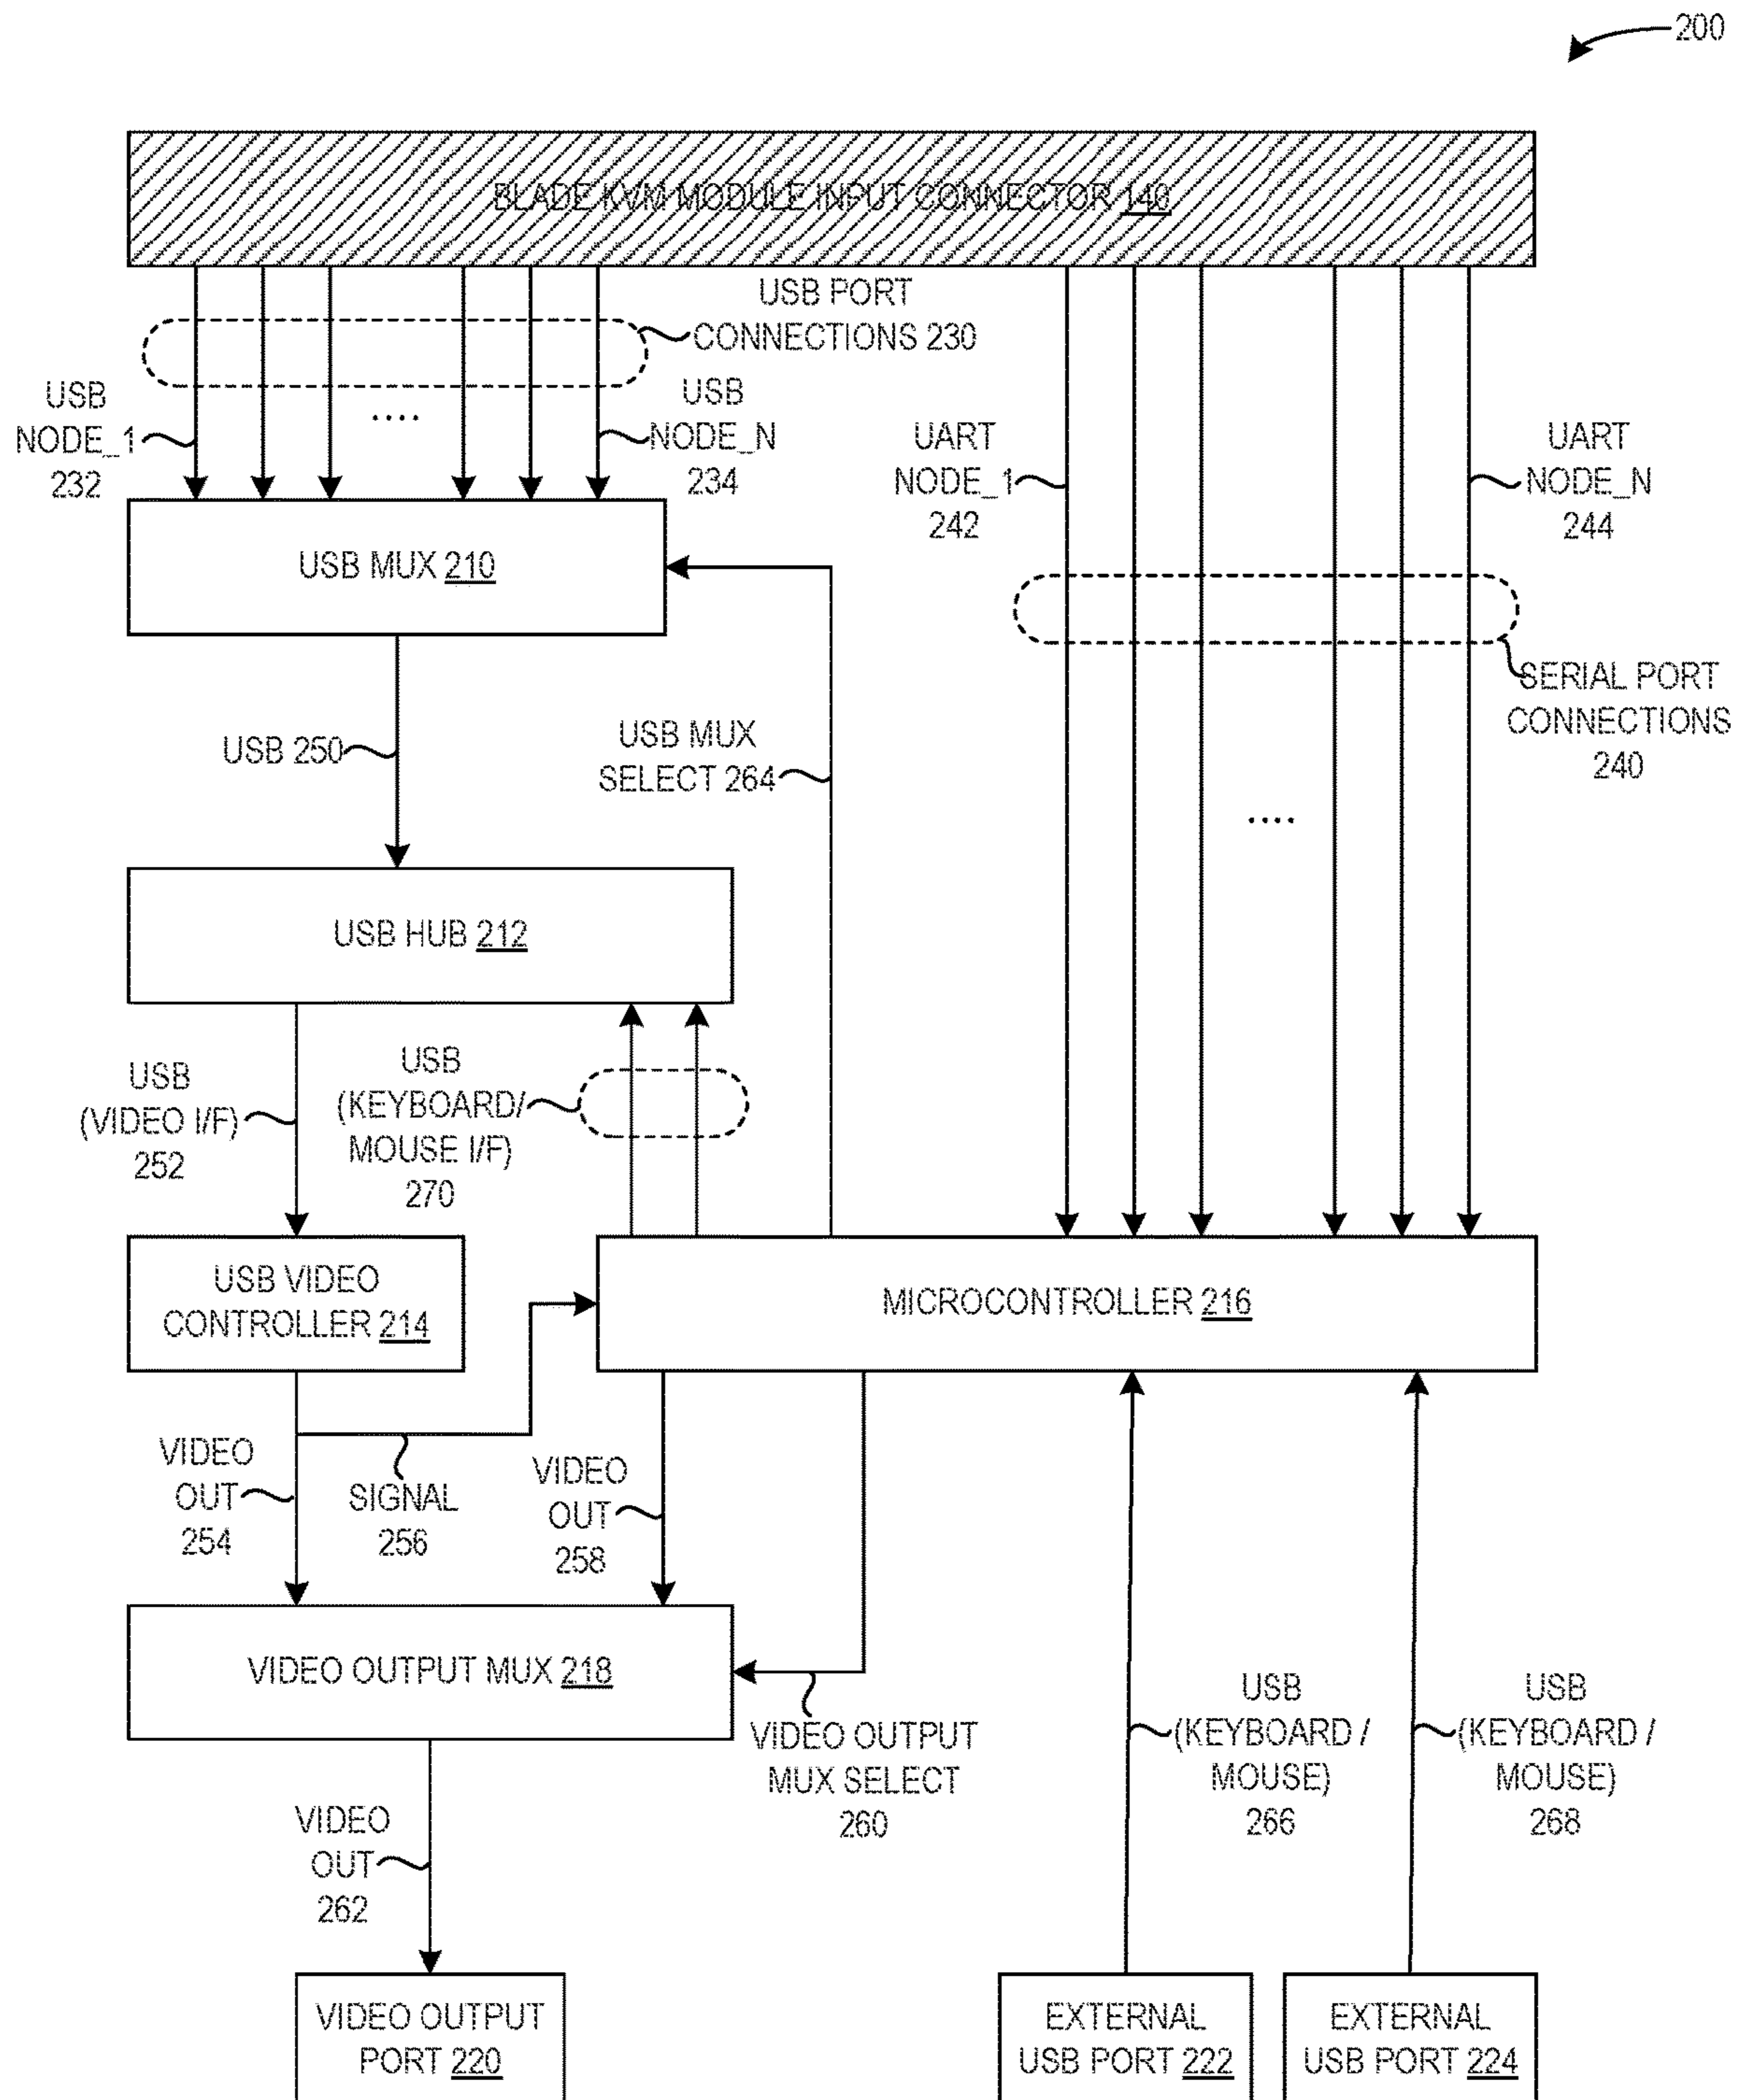 200
BLADE KVM MODULE INPUT CONNECTOR 140
USB PORT
CONNECTIONS 230
USB
NODE_1
232
....
USB
NODE_N
234
UART
NODE_1
242
UART
NODE_N
244
USB MUX 210
SERIAL PORT
CONNECTIONS
240
USB 250
USB MUX
SELECT 264
....
USB HUB 212
USB
(VIDEO I/F)
252
USB
(KEYBOARD/
MOUSE I/F)
270
USB VIDEO
CONTROLLER 214
MICROCONTROLLER 216
VIDEO
OUT
254
SIGNAL
256
VIDEO
OUT
258
VIDEO OUTPUT MUX 218
VIDEO OUTPUT
MUX SELECT
260
USB
(KEYBOARD /
MOUSE)
266
USB
(KEYBOARD /
MOUSE)
268
VIDEO
OUT
262
VIDEO OUTPUT
PORT 220
EXTERNAL
USB PORT 222
EXTERNAL
USB PORT 224